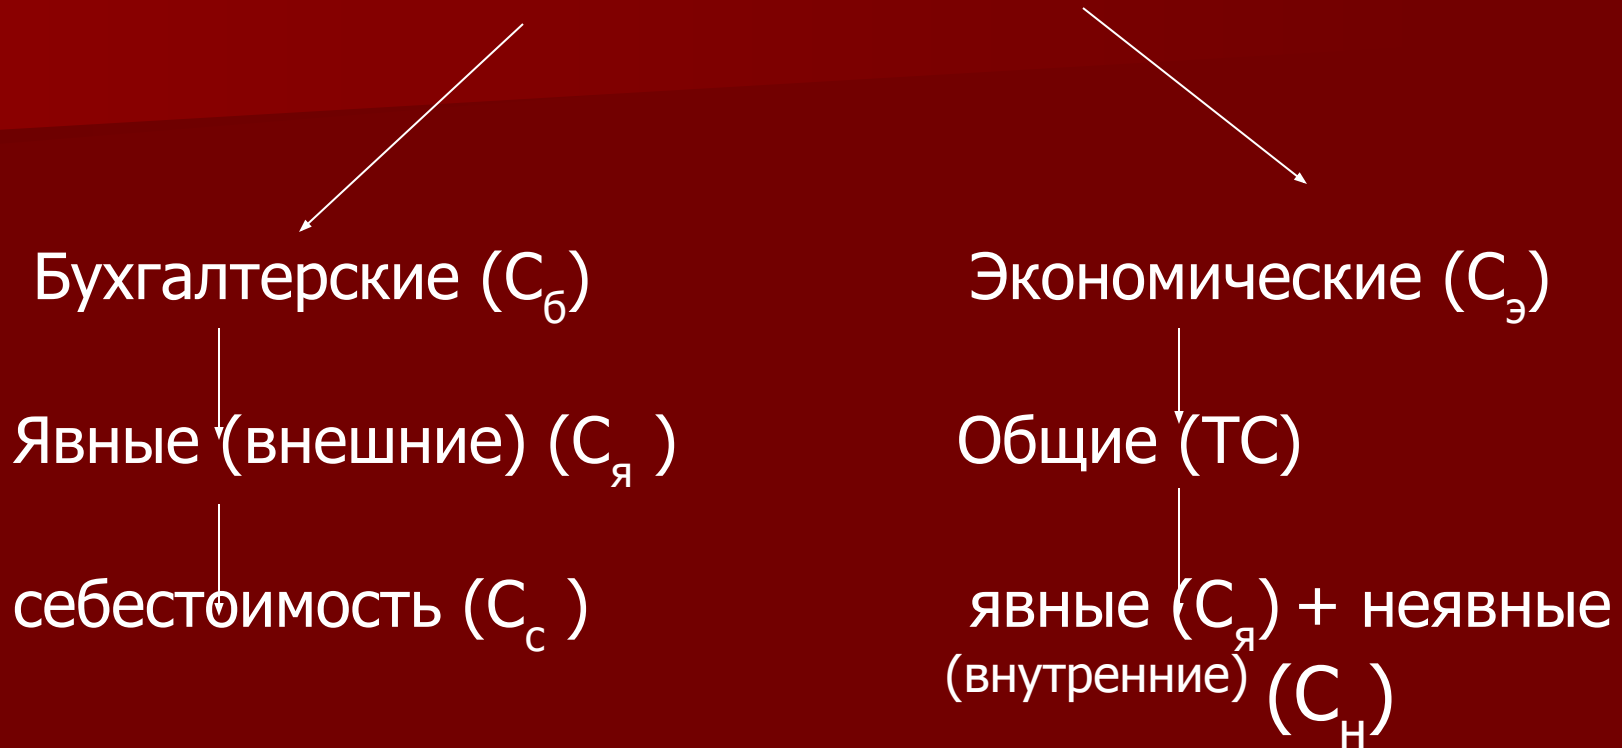 Бухгалтерские (Сб) Экономические (Сэ)
Явные (внешние) (Ся ) Общие (ТС)
себестоимость (Сс ) явные (Ся) + неявные
(внутренние) (Сн)